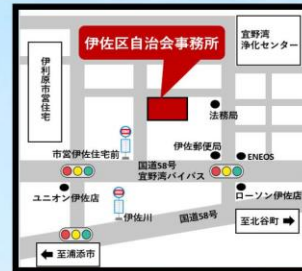 伊佐区自治会事務所
宜野湾
浄化センター
伊利原市営住宅
法務局
市営伊佐住宅前
伊佐郵便局
ENEOS
国道58号
宜野湾バイパス
ユニオン伊佐店
伊佐川
国道58号
ローソン伊佐店
至北谷町 ➡
⬅ 至浦添市